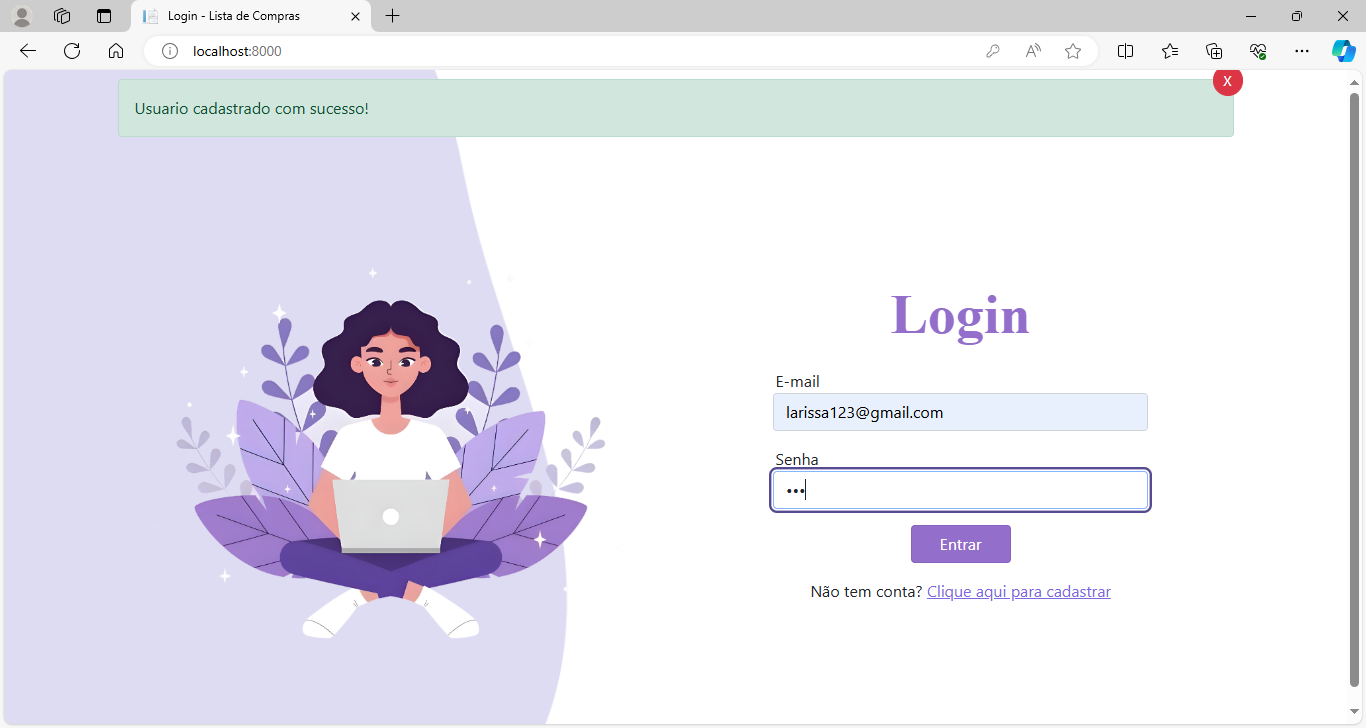 Login - Lista de Compras
localhost:8000
Usuario cadastrado com sucesso!
X
Login
E-mail
larissa123@gmail.com
Senha
•••
Entrar
Não tem conta? Clique aqui para cadastrar